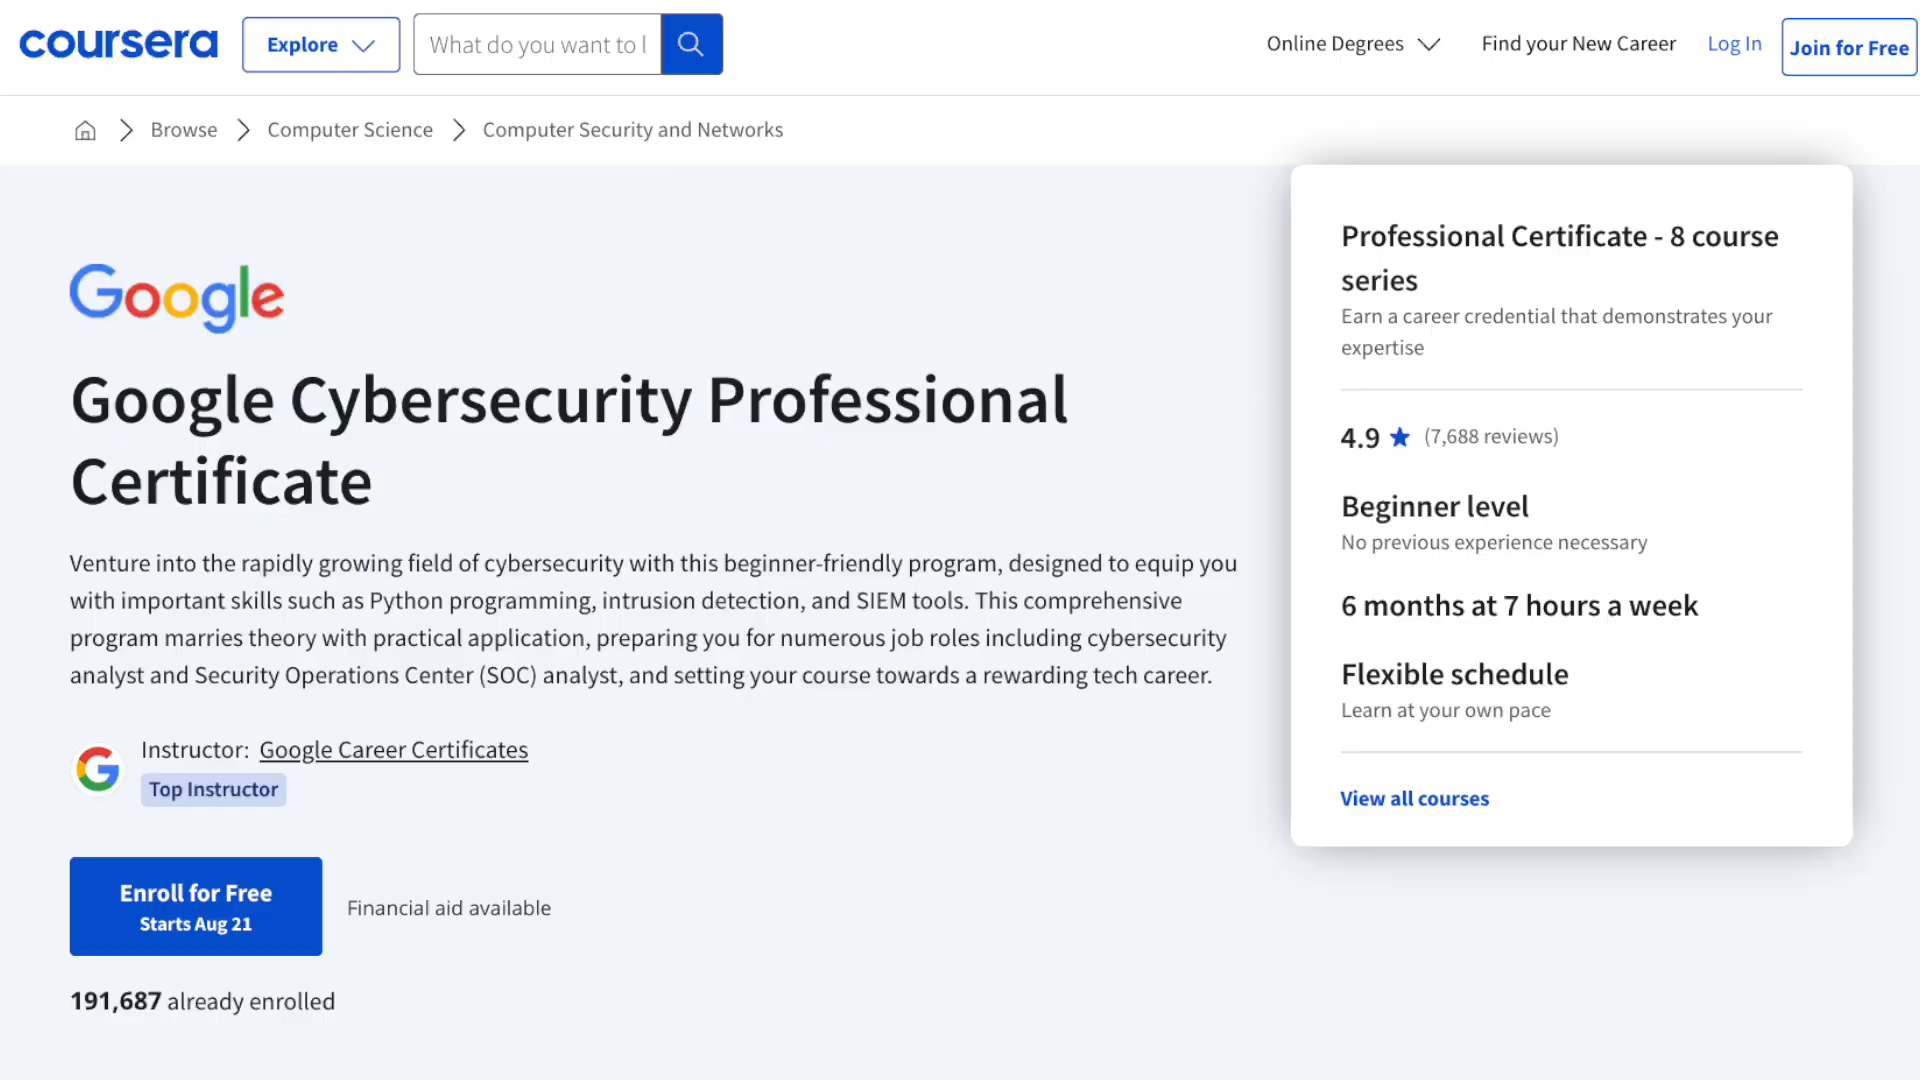 coursera
Explore
What do you want to l
Online Degrees
Find your New Career
Log In
Join for Free
Browse
Computer Science
Computer Security and Networks
Google
Google Cybersecurity Professional
Certificate
Venture into the rapidly growing field of cybersecurity with this beginner-friendly program, designed to equip you
with important skills such as Python programming, intrusion detection, and SIEM tools. This comprehensive
program marries theory with practical application, preparing you for numerous job roles including cybersecurity
analyst and Security Operations Center (SOC) analyst, and setting your course towards a rewarding tech career.
Instructor: Google Career Certificates
Top Instructor
Enroll for Free
Starts Aug 21
Financial aid available
191,687 already enrolled
Professional Certificate - 8 course
series
Earn a career credential that demonstrates your
expertise
4.9 (7,688 reviews)
Beginner level
No previous experience necessary
6 months at 7 hours a week
Flexible schedule
Learn at your own pace
View all courses